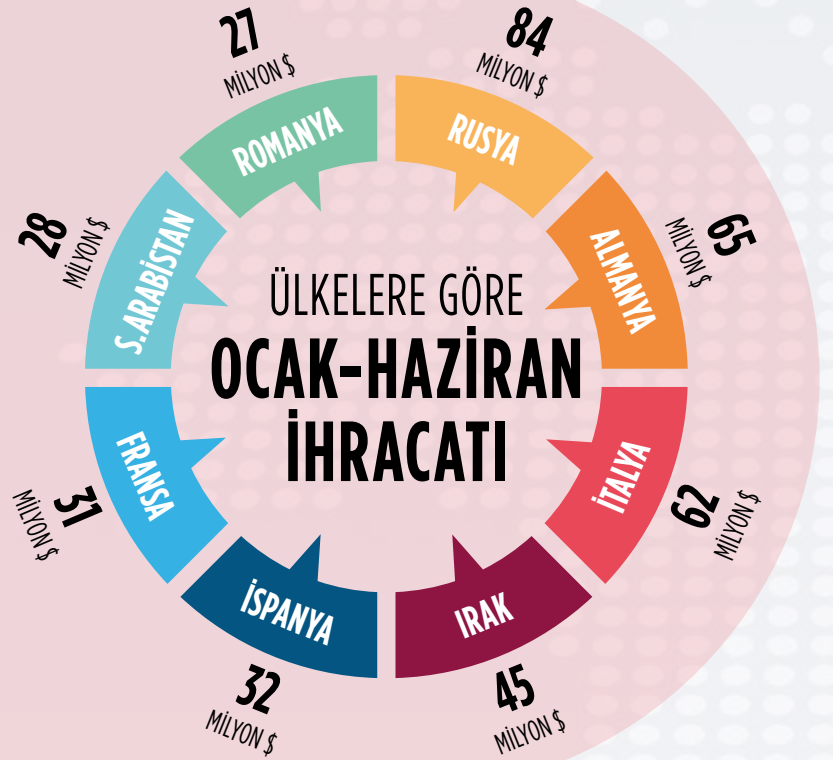 ÜLKELERE GÖRE
OCAK-HAZİRAN
İHRACATI
RUSYA
84
MİLYON $
ALMANYA
65
MİLYON $
İTALYA
62
MİLYON $
IRAK
45
MİLYON $
İSPANYA
32
MİLYON $
FRANSA
31
MİLYON $
S.ARABİSTAN
28
MİLYON $
ROMANYA
27
MİLYON $